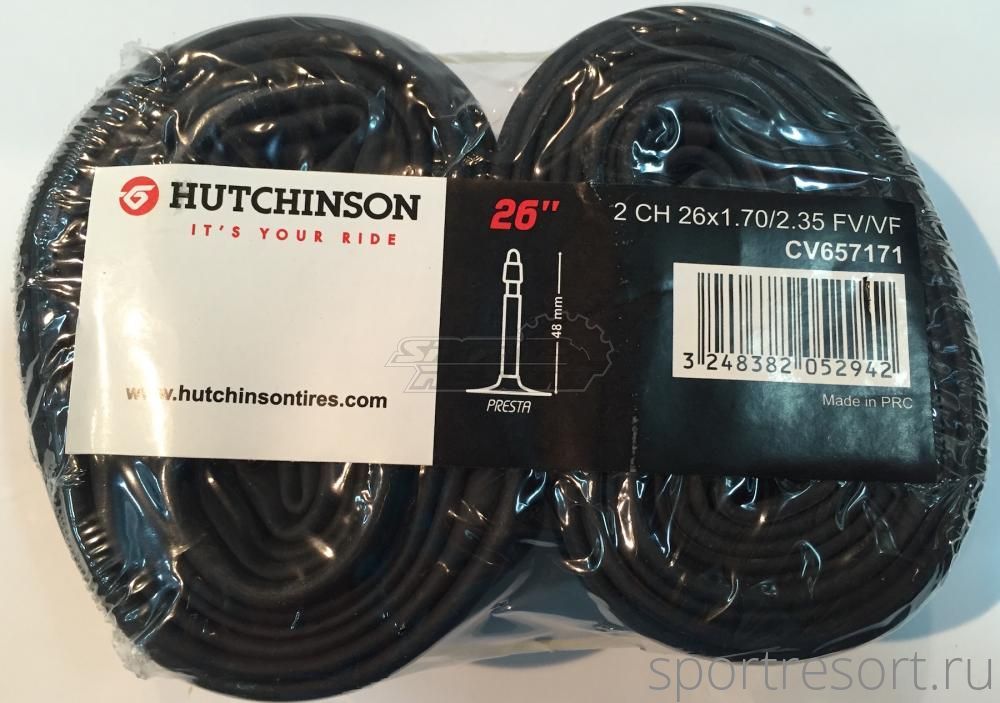 HUTCHINSON
IT'S YOUR RIDE
www.hutchinsontires.com
26"
48 mm
PRESTA
2 CH 26x1.70/2.35 FV/VF
CV657171
3 248382 052942
Made in PRC
sportresort.ru